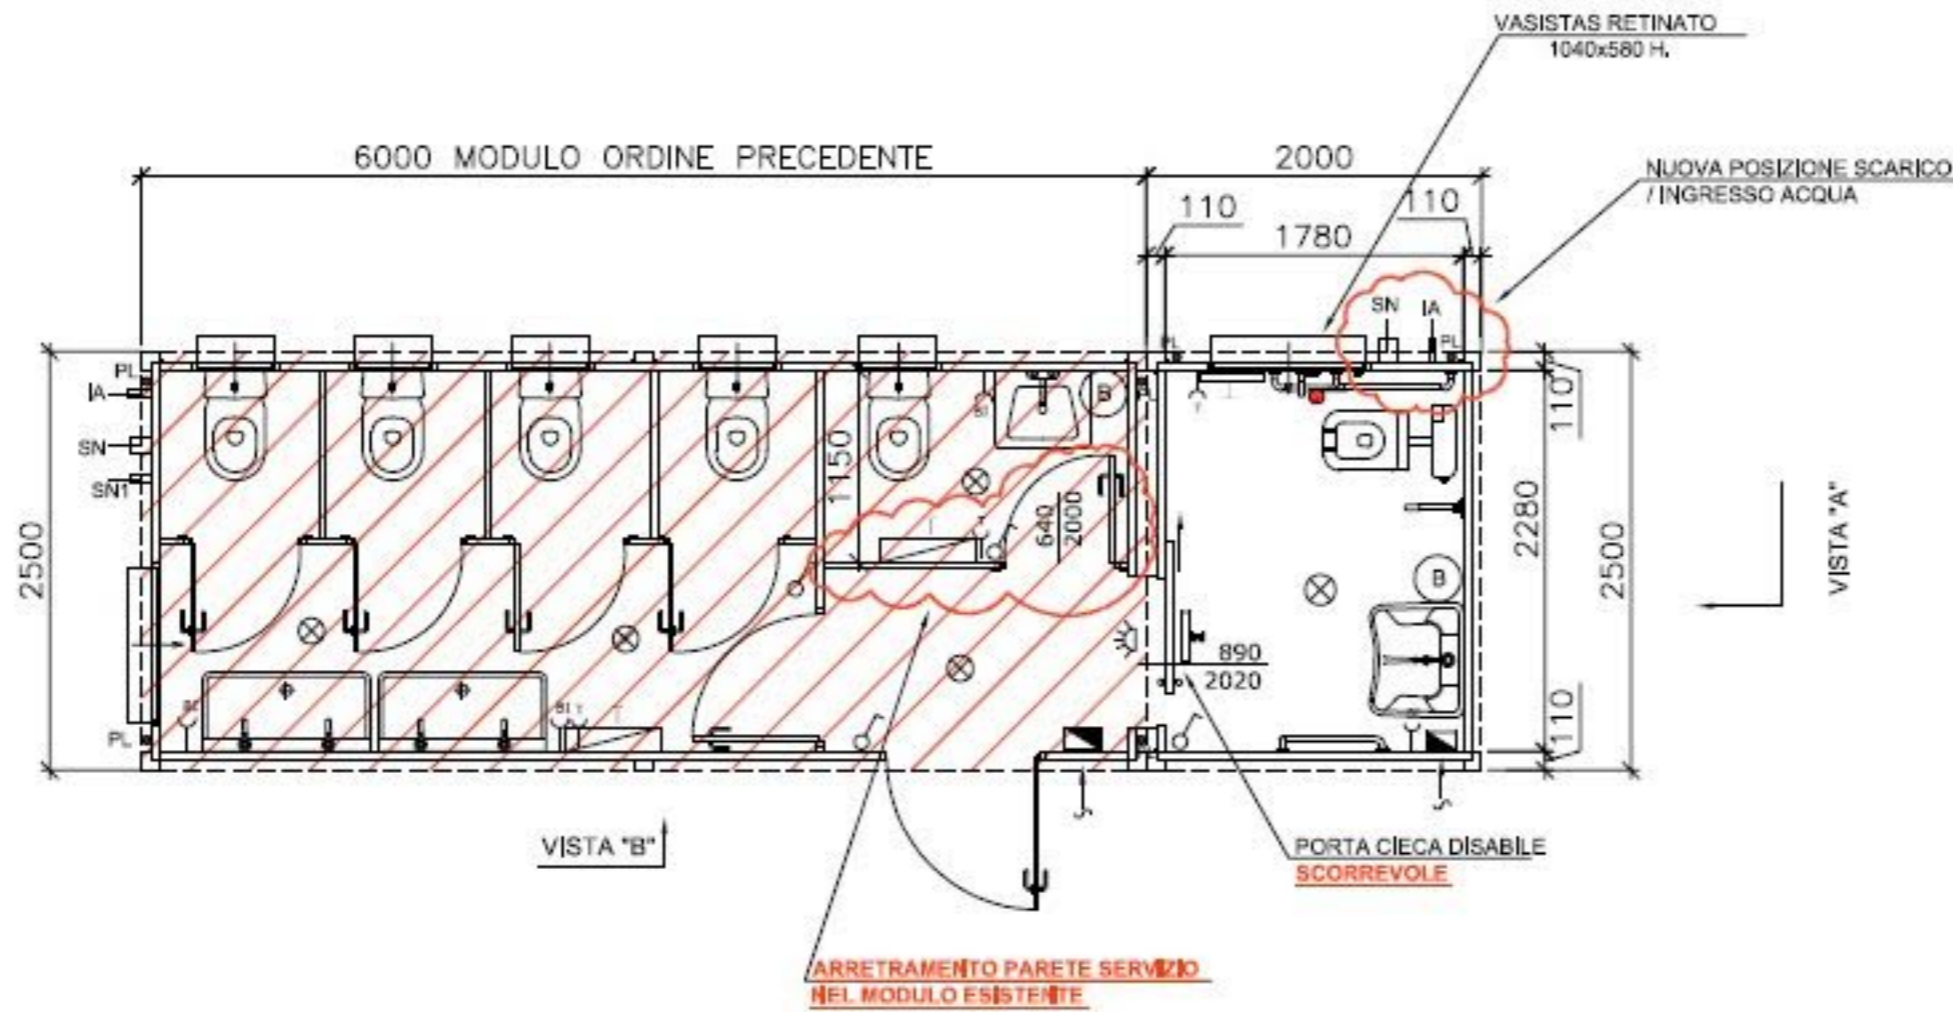 VASISTAS RETINATO
1040x580 H.
6000 MODULO ORDINE PRECEDENTE
2000
NUOVA POSIZIONE SCARICO
/ INGRESSO ACQUA
110
110
1780
SN
IA
PL
PL
PL
IA
SN
SN1
B
1150
640
2000
110
2280
2500
2500
VISTA "A"
B
890
2020
PL
110
VISTA "B"
PORTA CIECA DISABILE
SCORREVOLE
ARRETRAMENTO PARETE SERVIZIO
NEL MODULO ESISTENTE